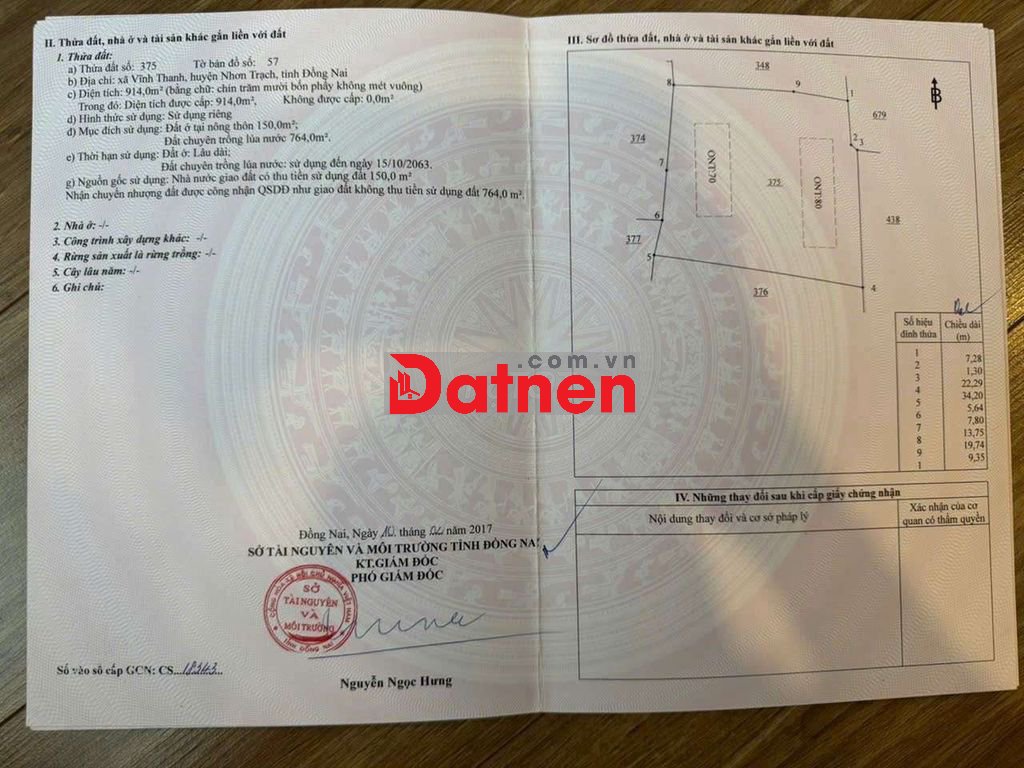 II. Thửa đất, nhà ở và tài sản khác gắn liền với đất
1. Thửa đất:
a) Thửa đất số: 375 Tờ bản đồ số: 57
b) Địa chỉ: xã Vĩnh Thanh, huyện Nhơn Trạch, tỉnh Đồng Nai
c) Diện tích: 914,0m² (bằng chữ: chín trăm mười bốn phẩy không mét vuông)
Trong đó: Diện tích được cấp: 914,0m², Không được cấp: 0,0m²
d) Hình thức sử dụng: Sử dụng riêng
đ) Mục đích sử dụng: Đất ở tại nông thôn 150,0m²;
Đất chuyên trồng lúa nước 764,0m²
e) Thời hạn sử dụng: Đất ở: Lâu dài;
Đất chuyên trồng lúa nước: sử dụng đến ngày 15/10/2063.
g) Nguồn gốc sử dụng: Nhà nước giao đất có thu tiền sử dụng đất 150,0 m²
Nhận chuyển nhượng đất được công nhận QSDĐ như giao đất không thu tiền sử dụng đất 764,0 m².
2. Nhà ở: -/-
3. Công trình xây dựng khác: -/-
4. Rừng sản xuất là rừng trồng: -/-
5. Cây lâu năm: -/-
6. Ghi chú:
Đồng Nai, Ngày 10 tháng 02 năm 2017
SỞ TÀI NGUYÊN VÀ MÔI TRƯỜNG TỈNH ĐỒNG NAI
KT.GIÁM ĐỐC
PHÓ GIÁM ĐỐC
CỘNG HÒA XÃ HỘI CHỦ NGHĨA VIỆT NAM
SỞ
TÀI NGUYÊN
VÀ
MÔI TRƯỜNG
TỈNH ĐỒNG NAI
Số vào sổ cấp GCN: CS...18343...
Nguyễn Ngọc Hưng
.com.vn
Datnen
III. Sơ đồ thửa đất, nhà ở và tài sản khác gắn liền với đất
348
8
9
1
B
679
374
2
3
7
ONT:70
375
ONT:80
6
438
377
5
376
4
Số hiệu đỉnh thửa Chiều dài (m)
1
7,28
2
1,30
3
22,29
4
34,20
5
5,64
6
7,80
7
13,75
8
19,74
9
9,35
1
IV. Những thay đổi sau khi cấp giấy chứng nhận
Nội dung thay đổi và cơ sở pháp lý
Xác nhận của cơ
quan có thẩm quyền